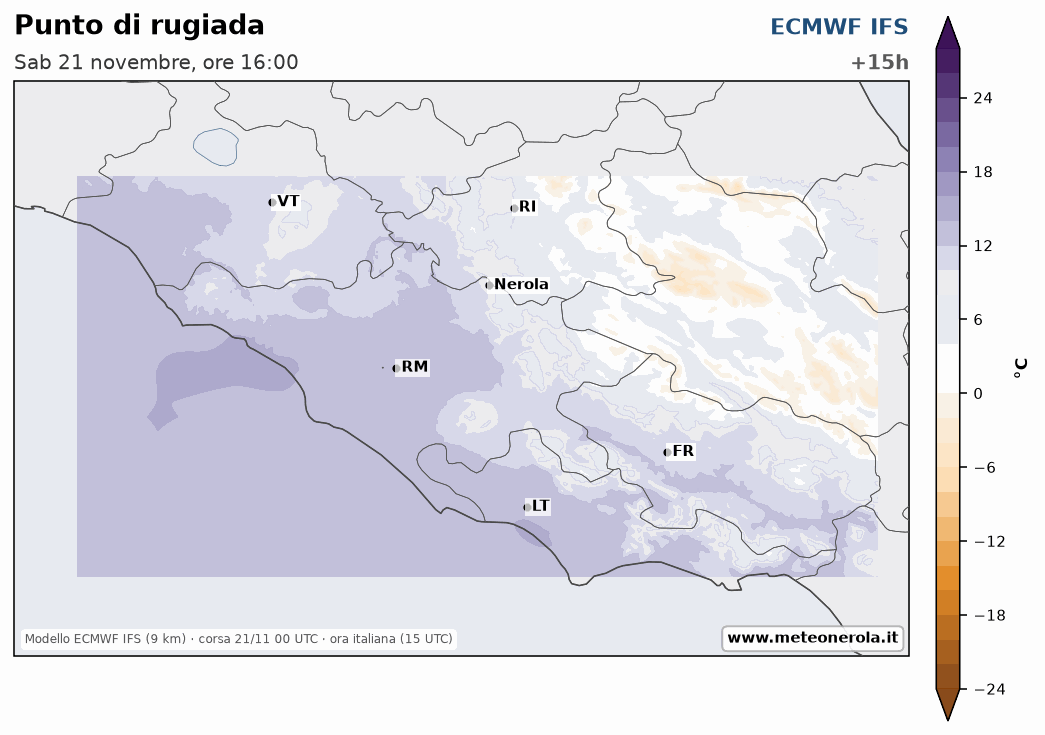 Punto di rugiada
ECMWF IFS
Sab 21 novembre, ore 16:00
+15h
24
18
12
6
0
−6
−12
−18
−24
°C
VT
RI
Nerola
RM
FR
LT
Modello ECMWF IFS (9 km) · corsa 21/11 00 UTC · ora italiana (15 UTC)
www.meteonerola.it